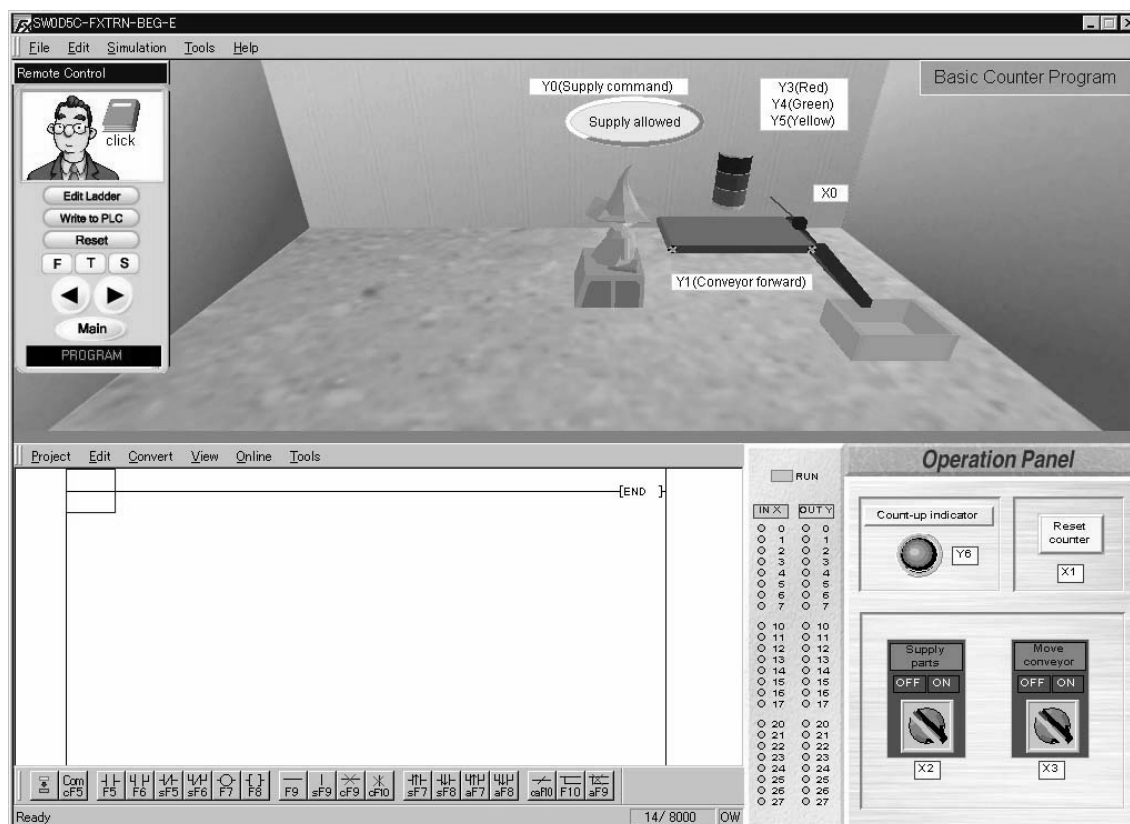 SW0D5C-FXTRN-BEG-E
File Edit Simulation Tools Help
Remote Control
click
Edit Ladder
Write to PLC
Reset
F T S
Main
PROGRAM
Basic Counter Program
Y0(Supply command)
Supply allowed
Y3(Red)
Y4(Green)
Y5(Yellow)
X0
Y1(Conveyor forward)
Project Edit Convert View Online Tools
[END ]
RUN
IN X OUT Y
0 0
1 1
2 2
3 3
4 4
5 5
6 6
7 7
10 10
11 11
12 12
13 13
14 14
15 15
16 16
17 17
20 20
21 21
22 22
23 23
24 24
25 25
26 26
27 27
Operation Panel
Count-up indicator
Y6
Reset
counter
X1
Supply
parts
OFF ON
X2
Move
conveyor
OFF ON
X3
Com
cF5 F5 F6 sF5 sF6 F7 F8 F9 sF9 cF9 cF10 sF7 sF8 aF7 aF8 caF10 F10 aF9
Ready 14/ 8000 OW